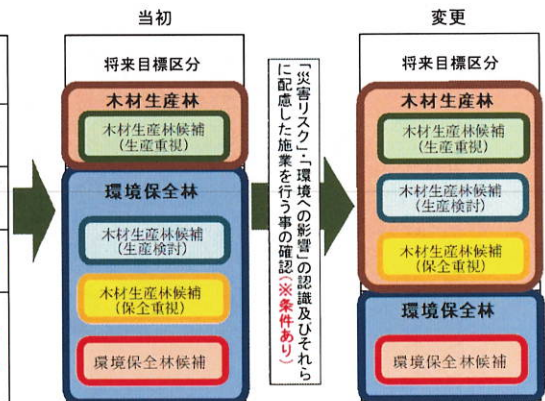 当初
将来目標区分
木材生産林
木材生産林候補
(生産重視)
環境保全林
木材生産林候補
(生産検討)
木材生産林候補
(保全重視)
環境保全林候補
「災害リスク」・「環境への影響」の認識及びそれら
に配慮した施業を行う事の確認(※条件あり)
変更
将来目標区分
木材生産林
木材生産林候補
(生産重視)
木材生産林候補
(生産検討)
木材生産林候補
(保全重視)
環境保全林
環境保全林候補